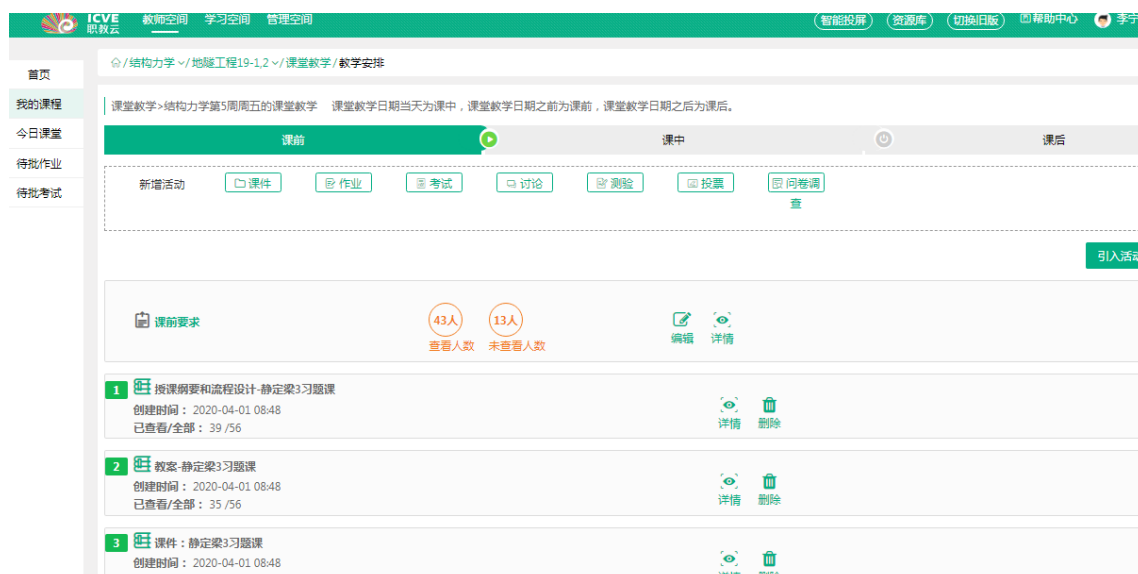 ICVE
职教云
教师空间 学习空间 管理空间
智能投屏 资源库 切换旧版 帮助中心 李宁
首页
我的课程
今日课堂
待批作业
待批考试
/结构力学/地隧工程19-1,2/课堂教学/教学安排
课堂教学>结构力学第5周周五的课堂教学 课堂教学日期当天为课中，课堂教学日期之前为课前，课堂教学日期之后为课后。
课前 课中 课后
新增活动 课件 作业 考试 讨论 测验 投票 问卷调
查
引入活动
课前要求
43人 13人
查看人数 未查看人数
编辑 详情
1 授课纲要和流程设计-静定梁3习题课
创建时间： 2020-04-01 08:48
已查看/全部： 39 /56
详情 删除
2 教案-静定梁3习题课
创建时间： 2020-04-01 08:48
已查看/全部： 35 /56
详情 删除
3 课件：静定梁3习题课
创建时间： 2020-04-01 08:48